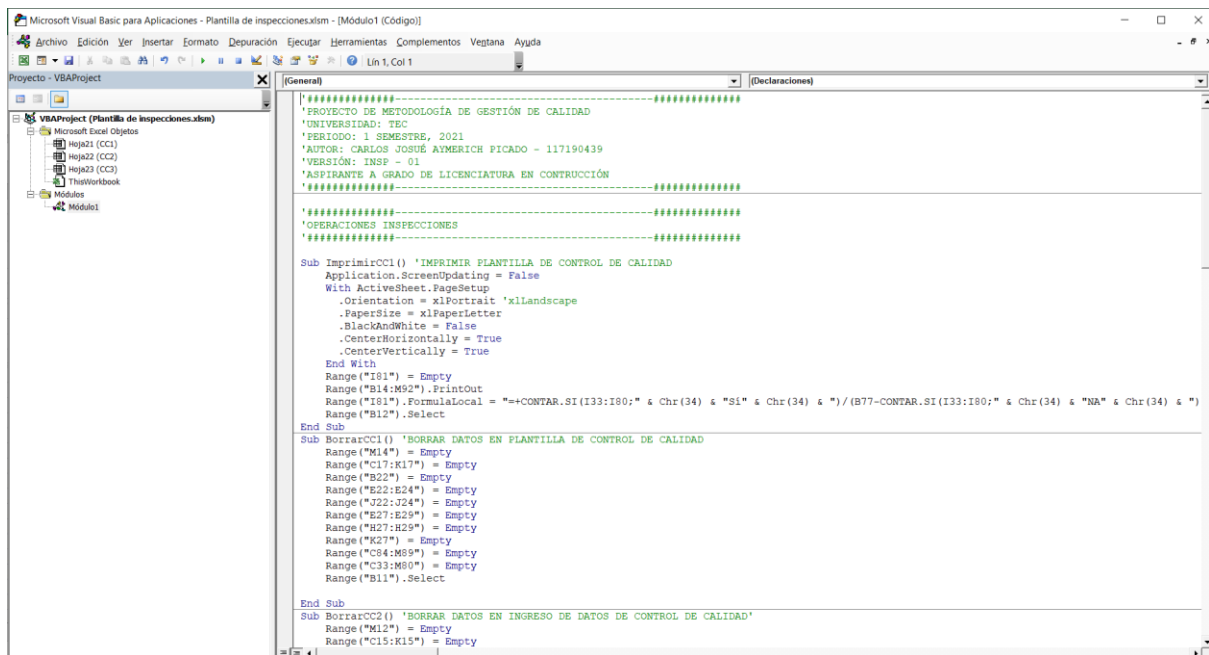 Microsoft Visual Basic para Aplicaciones - Plantilla de inspecciones.xlsm - [Módulo1 (Código)]
Archivo Edición Ver Insertar Formato Depuración Ejecutar Herramientas Complementos Ventana Ayuda
Lín 1, Col 1
Proyecto - VBAProject
VBAProject (Plantilla de inspecciones.xlsm)
Microsoft Excel Objetos
Hoja21 (CC1)
Hoja22 (CC2)
Hoja23 (CC3)
ThisWorkbook
Módulos
Módulo1
(General)
(Declaraciones)
'##############-----------------------------------------##############
'PROYECTO DE METODOLOGÍA DE GESTIÓN DE CALIDAD
'UNIVERSIDAD: TEC
'PERIODO: 1 SEMESTRE, 2021
'AUTOR: CARLOS JOSUÉ AYMERICH PICADO - 117190439
'VERSIÓN: INSP - 01
'ASPIRANTE A GRADO DE LICENCIATURA EN CONTRUCCIÓN
'##############-----------------------------------------##############
'##############-----------------------------------------##############
'OPERACIONES INSPECCIONES
'##############-----------------------------------------##############
Sub ImprimirCC1() 'IMPRIMIR PLANTILLA DE CONTROL DE CALIDAD
Application.ScreenUpdating = False
With ActiveSheet.PageSetup
.Orientation = xlPortrait 'xlLandscape
.PaperSize = xlPaperLetter
.BlackAndWhite = False
.CenterHorizontally = True
.CenterVertically = True
End With
Range("I81") = Empty
Range("B14:M92").PrintOut
Range("I81").FormulaLocal = "=+CONTAR.SI(I33:I80;" & Chr(34) & "Sí" & Chr(34) & ")/(B77-CONTAR.SI(I33:I80;" & Chr(34) & "NA" & Chr(34) & ")
Range("B12").Select
End Sub
Sub BorrarCC1() 'BORRAR DATOS EN PLANTILLA DE CONTROL DE CALIDAD
Range("M14") = Empty
Range("C17:K17") = Empty
Range("B22") = Empty
Range("E22:E24") = Empty
Range("J22:J24") = Empty
Range("E27:E29") = Empty
Range("H27:H29") = Empty
Range("K27") = Empty
Range("C84:M89") = Empty
Range("C33:M80") = Empty
Range("B11").Select
End Sub
Sub BorrarCC2() 'BORRAR DATOS EN INGRESO DE DATOS DE CONTROL DE CALIDAD'
Range("M12") = Empty
Range("C15:K15") = Empty